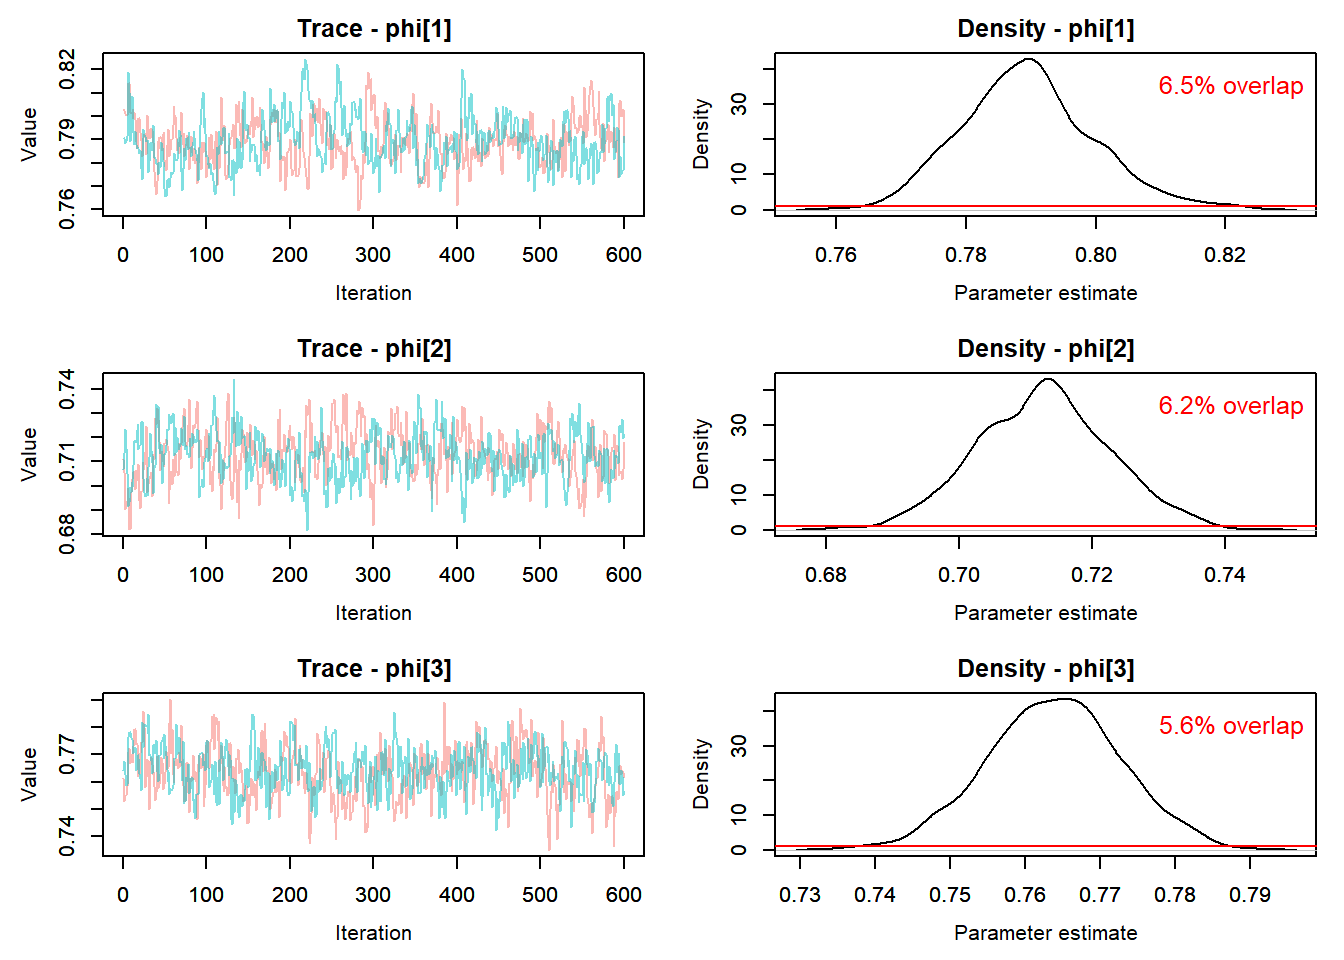 Trace - phi[1]
Value
0.76 0.79 0.82
0 100 200 300 400 500 600
Iteration
Density - phi[1]
6.5% overlap
Density
0 10 30
0.76 0.78 0.80 0.82
Parameter estimate
Trace - phi[2]
Value
0.68 0.71 0.74
0 100 200 300 400 500 600
Iteration
Density - phi[2]
6.2% overlap
Density
0 10 30
0.68 0.70 0.72 0.74
Parameter estimate
Trace - phi[3]
Value
0.74 0.77
0 100 200 300 400 500 600
Iteration
Density - phi[3]
5.6% overlap
Density
0 10 30
0.73 0.74 0.75 0.76 0.77 0.78 0.79
Parameter estimate